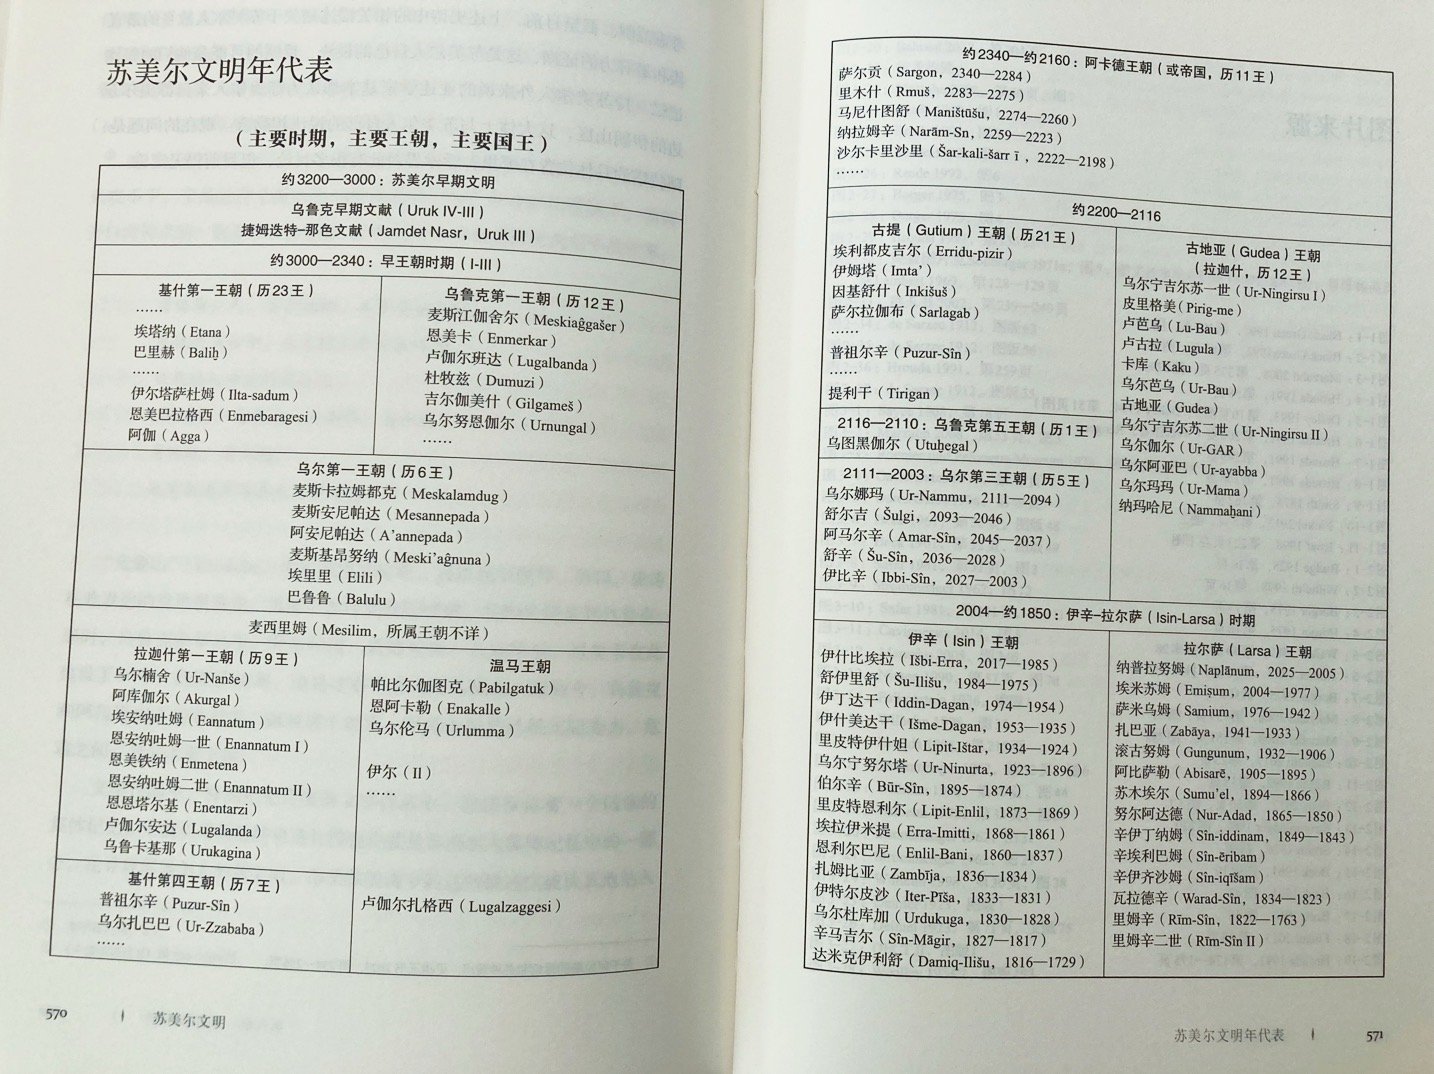 苏美尔文明年代表
（主要时期，主要王朝，主要国王）
约3200—3000：苏美尔早期文明
乌鲁克早期文献（Uruk IV-III）
捷姆迭特–那色文献（Jamdet Nasr，Uruk III）
约3000—2340：早王朝时期（I-III）
基什第一王朝（历23王）
……
埃塔纳（Etana）
巴里赫（Baliḫ）
……
伊尔塔萨杜姆（Ilta-sadum）
恩美巴拉格西（Enmebaragesi）
阿伽（Agga）
乌鲁克第一王朝（历12王）
麦斯江伽舍尔（Meskiaĝgašer）
恩美卡（Enmerkar）
卢伽尔班达（Lugalbanda）
杜牧兹（Dumuzi）
吉尔伽美什（Gilgameš）
乌尔努恩伽尔（Urnungal）
……
乌尔第一王朝（历6王）
麦斯卡拉姆都克（Meskalamdug）
麦斯安尼帕达（Mesannepada）
阿安尼帕达（A’annepada）
麦斯基昂努纳（Meski’aĝnuna）
埃里里（Elili）
巴鲁鲁（Balulu）
麦西里姆（Mesilim，所属王朝不详）
拉迦什第一王朝（历9王）
乌尔楠舍（Ur-Nanše）
阿库伽尔（Akurgal）
埃安纳吐姆（Eannatum）
恩安纳吐姆一世（Enannatum I）
恩美铁纳（Enmetena）
恩安纳吐姆二世（Enannatum II）
恩恩塔尔基（Enentarzi）
卢伽尔安达（Lugalanda）
乌鲁卡基那（Urukagina）
温马王朝
帕比尔伽图克（Pabilgatuk）
恩阿卡勒（Enakalle）
乌尔伦马（Urlumma）
伊尔（Il）
……
基什第四王朝（历7王）
普祖尔辛（Puzur-Sîn）
乌尔扎巴巴（Ur-Zzababa）
……
卢伽尔扎格西（Lugalzaggesi）
570
苏美尔文明
约2340—约2160：阿卡德王朝（或帝国，历11王）
萨尔贡（Sargon，2340—2284）
里木什（Rmuš，2283—2275）
马尼什图舒（Maništūšu，2274—2260）
纳拉姆辛（Narām-Sn，2259—2223）
沙尔卡里沙里（Šar-kali-šarrī，2222—2198）
……
约2200—2116
古提（Gutium）王朝（历21王）
埃利都皮吉尔（Erridu-pizir）
伊姆塔（Imta’）
因基舒什（Inkišuš）
萨尔拉伽布（Sarlagab）
……
普祖尔辛（Puzur-Sîn）
……
提利干（Tirigan）
2116—2110：乌鲁克第五王朝（历1王）
乌图黑伽尔（Utuḫegal）
2111—2003：乌尔第三王朝（历5王）
乌尔娜玛（Ur-Nammu，2111—2094）
舒尔吉（Šulgi，2093—2046）
阿马尔辛（Amar-Sîn，2045—2037）
舒辛（Šu-Sîn，2036—2028）
伊比辛（Ibbi-Sîn，2027—2003）
古地亚（Gudea）王朝
（拉迦什，历12王）
乌尔宁吉尔苏一世（Ur-Ningirsu I）
皮里格美（Pirig-me）
卢芭乌（Lu-Bau）
卢古拉（Lugula）
卡库（Kaku）
乌尔芭乌（Ur-Bau）
古地亚（Gudea）
乌尔宁吉尔苏二世（Ur-Ningirsu II）
乌尔伽尔（Ur-GAR）
乌尔阿亚巴（Ur-ayabba）
乌尔玛玛（Ur-Mama）
纳玛哈尼（Nammaḫani）
2004—约1850：伊辛–拉尔萨（Isin-Larsa）时期
伊辛（Isin）王朝
伊什比埃拉（Išbi-Erra，2017—1985）
舒伊里舒（Šu-Ilišu，1984—1975）
伊丁达干（Iddin-Dagan，1974—1954）
伊什美达干（Išme-Dagan，1953—1935）
里皮特伊什妲（Lipit-Ištar，1934—1924）
乌尔宁努尔塔（Ur-Ninurta，1923—1896）
伯尔辛（Būr-Sîn，1895—1874）
里皮特恩利尔（Lipit-Enlil，1873—1869）
埃拉伊米提（Erra-Imitti，1868—1861）
恩利尔巴尼（Enlil-Bani，1860—1837）
扎姆比亚（Zambīja，1836—1834）
伊特尔皮沙（Iter-Pīša，1833—1831）
乌尔杜库加（Urdukuga，1830—1828）
辛马吉尔（Sîn-Māgir，1827—1817）
达米克伊利舒（Damiq-Ilišu，1816—1729）
拉尔萨（Larsa）王朝
纳普拉努姆（Naplānum，2025—2005）
埃米苏姆（Emiṣum，2004—1977）
萨米乌姆（Samium，1976—1942）
扎巴亚（Zabāya，1941—1933）
滚古努姆（Gungunum，1932—1906）
阿比萨勒（Abisarē，1905—1895）
苏木埃尔（Sumu’el，1894—1866）
努尔阿达德（Nur-Adad，1865—1850）
辛伊丁纳姆（Sîn-iddinam，1849—1843）
辛埃利巴姆（Sîn-ēribam）
辛伊齐沙姆（Sîn-iqīšam）
瓦拉德辛（Warad-Sîn，1834—1823）
里姆辛（Rīm-Sîn，1822—1763）
里姆辛二世（Rīm-Sîn II）
苏美尔文明年代表
571